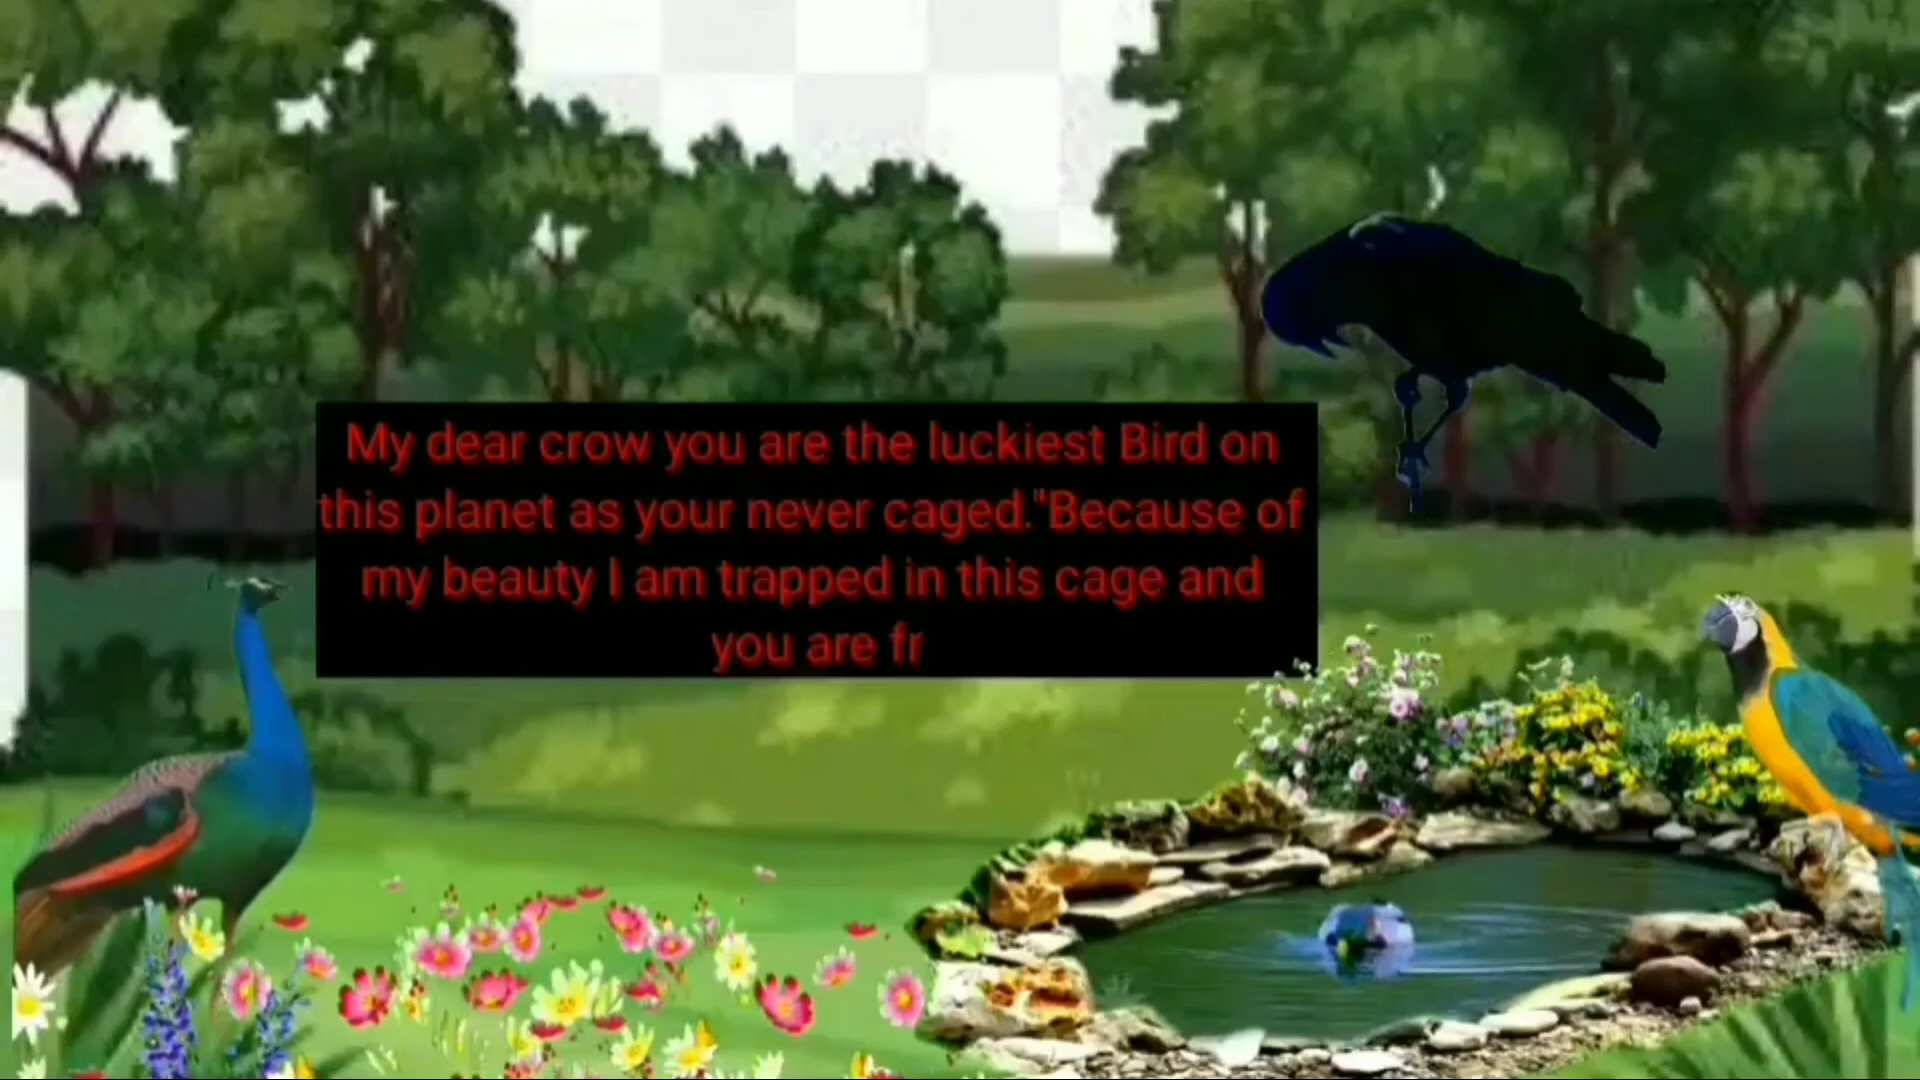 My dear crow you are the luckiest Bird on
this planet as your never caged."Because of
my beauty I am trapped in this cage and
you are fr